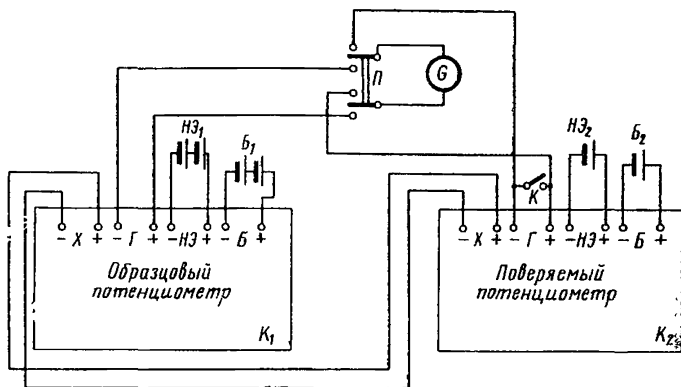 П
G
НЭ₁
Б₁
НЭ₂
Б₂
К
− Х + − Г + − НЭ + − Б +
Образцовый
потенциометр
К₁
− Х + − Г + − НЭ + − Б +
Поверяемый
потенциометр
К₂